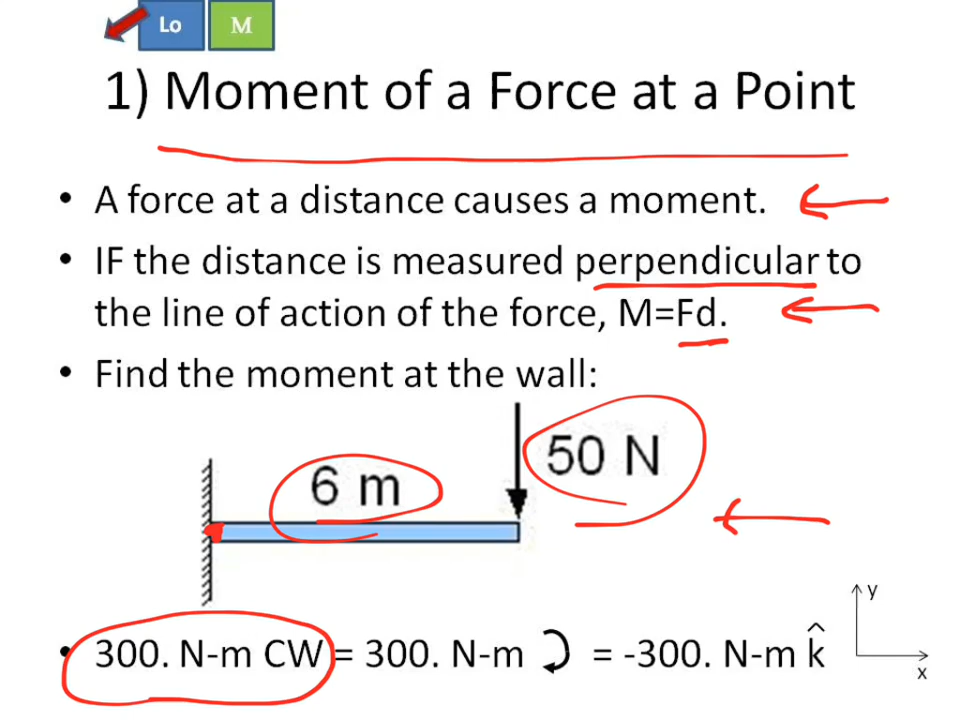 Lo M
1) Moment of a Force at a Point
• A force at a distance causes a moment.
• IF the distance is measured perpendicular to
the line of action of the force, M=Fd.
• Find the moment at the wall:
50 N
6 m
y
• 300. N-m CW = 300. N-m ⤵ = -300. N-m k̂
x